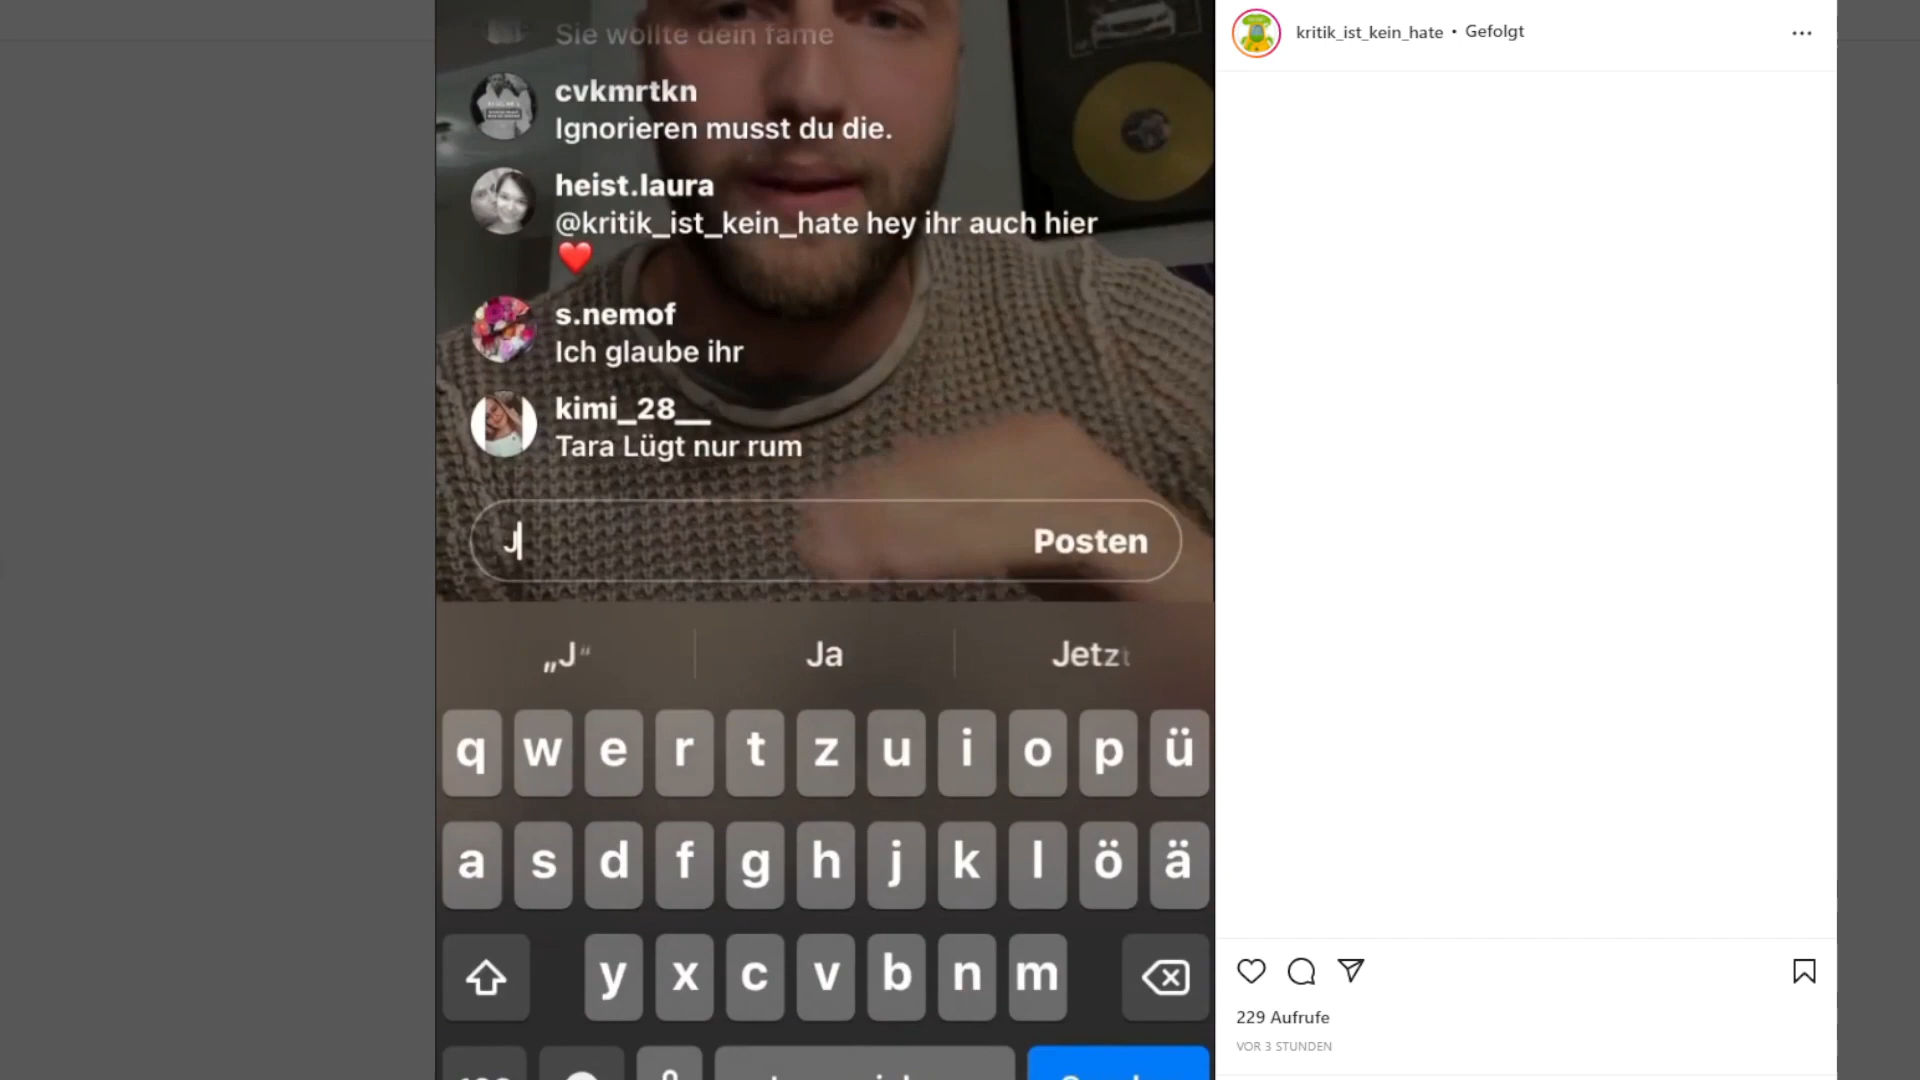 Sie wollte dein fame
cvkmrtkn
Ignorieren musst du die.
heist.laura
@kritik_ist_kein_hate hey ihr auch hier
❤️
s.nemof
Ich glaube ihr
kimi_28__
Tara Lügt nur rum
J
Posten
„J“
Ja
Jetzt
q w e r t z u i o p ü
a s d f g h j k l ö ä
y x c v b n m
kritik_ist_kein_hate • Gefolgt
229 Aufrufe
VOR 3 STUNDEN